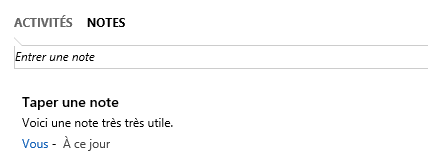 ACTIVITÉS NOTES
Entrer une note
Taper une note
Voici une note très très utile.
Vous - À ce jour